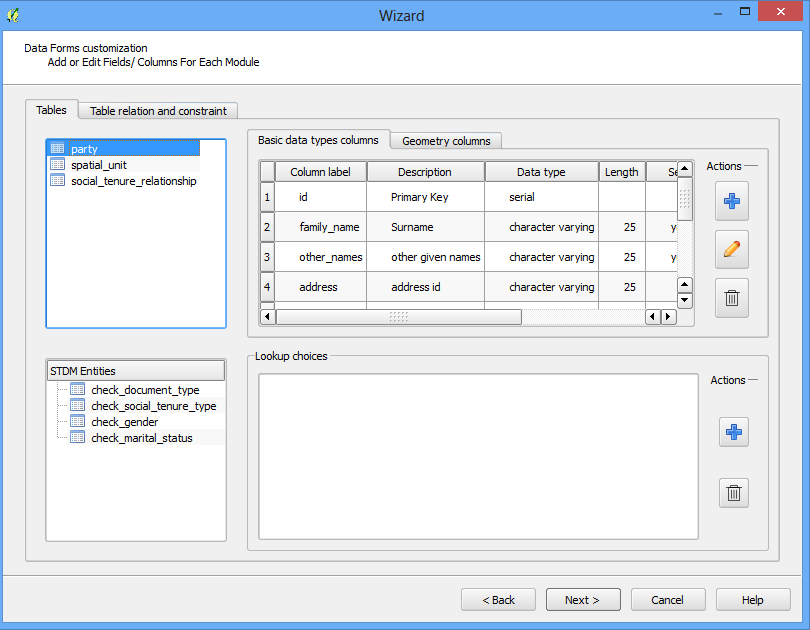 Wizard
Data Forms customization
Add or Edit Fields/ Columns For Each Module
Tables
Table relation and constraint
party
spatial_unit
social_tenure_relationship
Basic data types columns
Geometry columns
Column label Description Data type Length Se
1 id Primary Key serial
2 family_name Surname character varying 25 y
3 other_names other given names character varying 25 y
4 address address id character varying 25
Actions
STDM Entities
check_document_type
check_social_tenure_type
check_gender
check_marital_status
Lookup choices
Actions
< Back
Next >
Cancel
Help